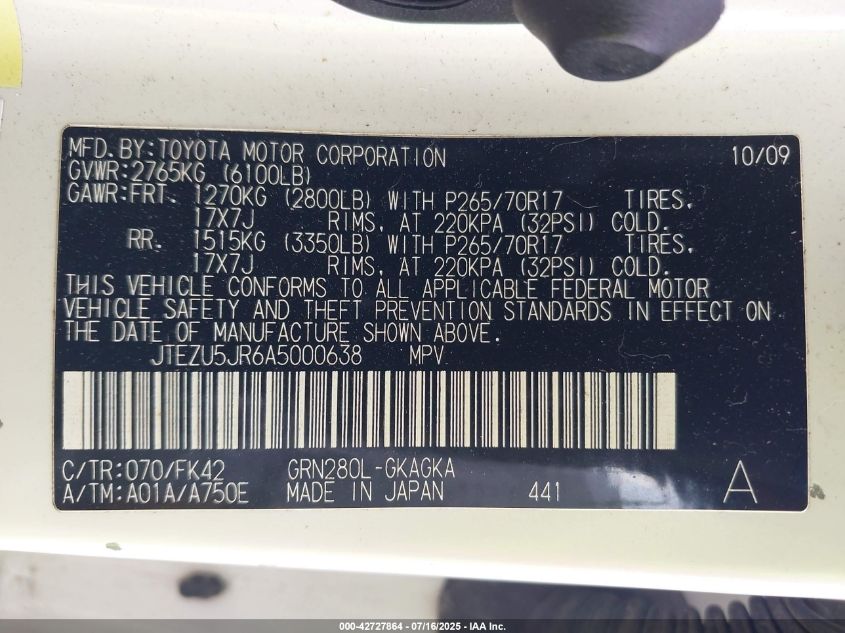 MFD.BY:TOYOTA MOTOR CORPORATION 10/09
GVWR:2765KG (6100LB)
GAWR:FRT. 1270KG (2800LB) WITH P265/70R17 TIRES,
17X7J RIMS, AT 220KPA (32PSI) COLD.
RR. 1515KG (3350LB) WITH P265/70R17 TIRES,
17X7J RIMS, AT 220KPA (32PSI) COLD.
THIS VEHICLE CONFORMS TO ALL APPLICABLE FEDERAL MOTOR
VEHICLE SAFETY AND THEFT PREVENTION STANDARDS IN EFFECT ON
THE DATE OF MANUFACTURE SHOWN ABOVE.
JTEZU5JR6A5000638 MPV
C/TR:070/FK42 GRN280L-GKAGKA
A/TM:A01A/A750E MADE IN JAPAN 441 A
000-42727864 - 07/16/2025 - IAA Inc.